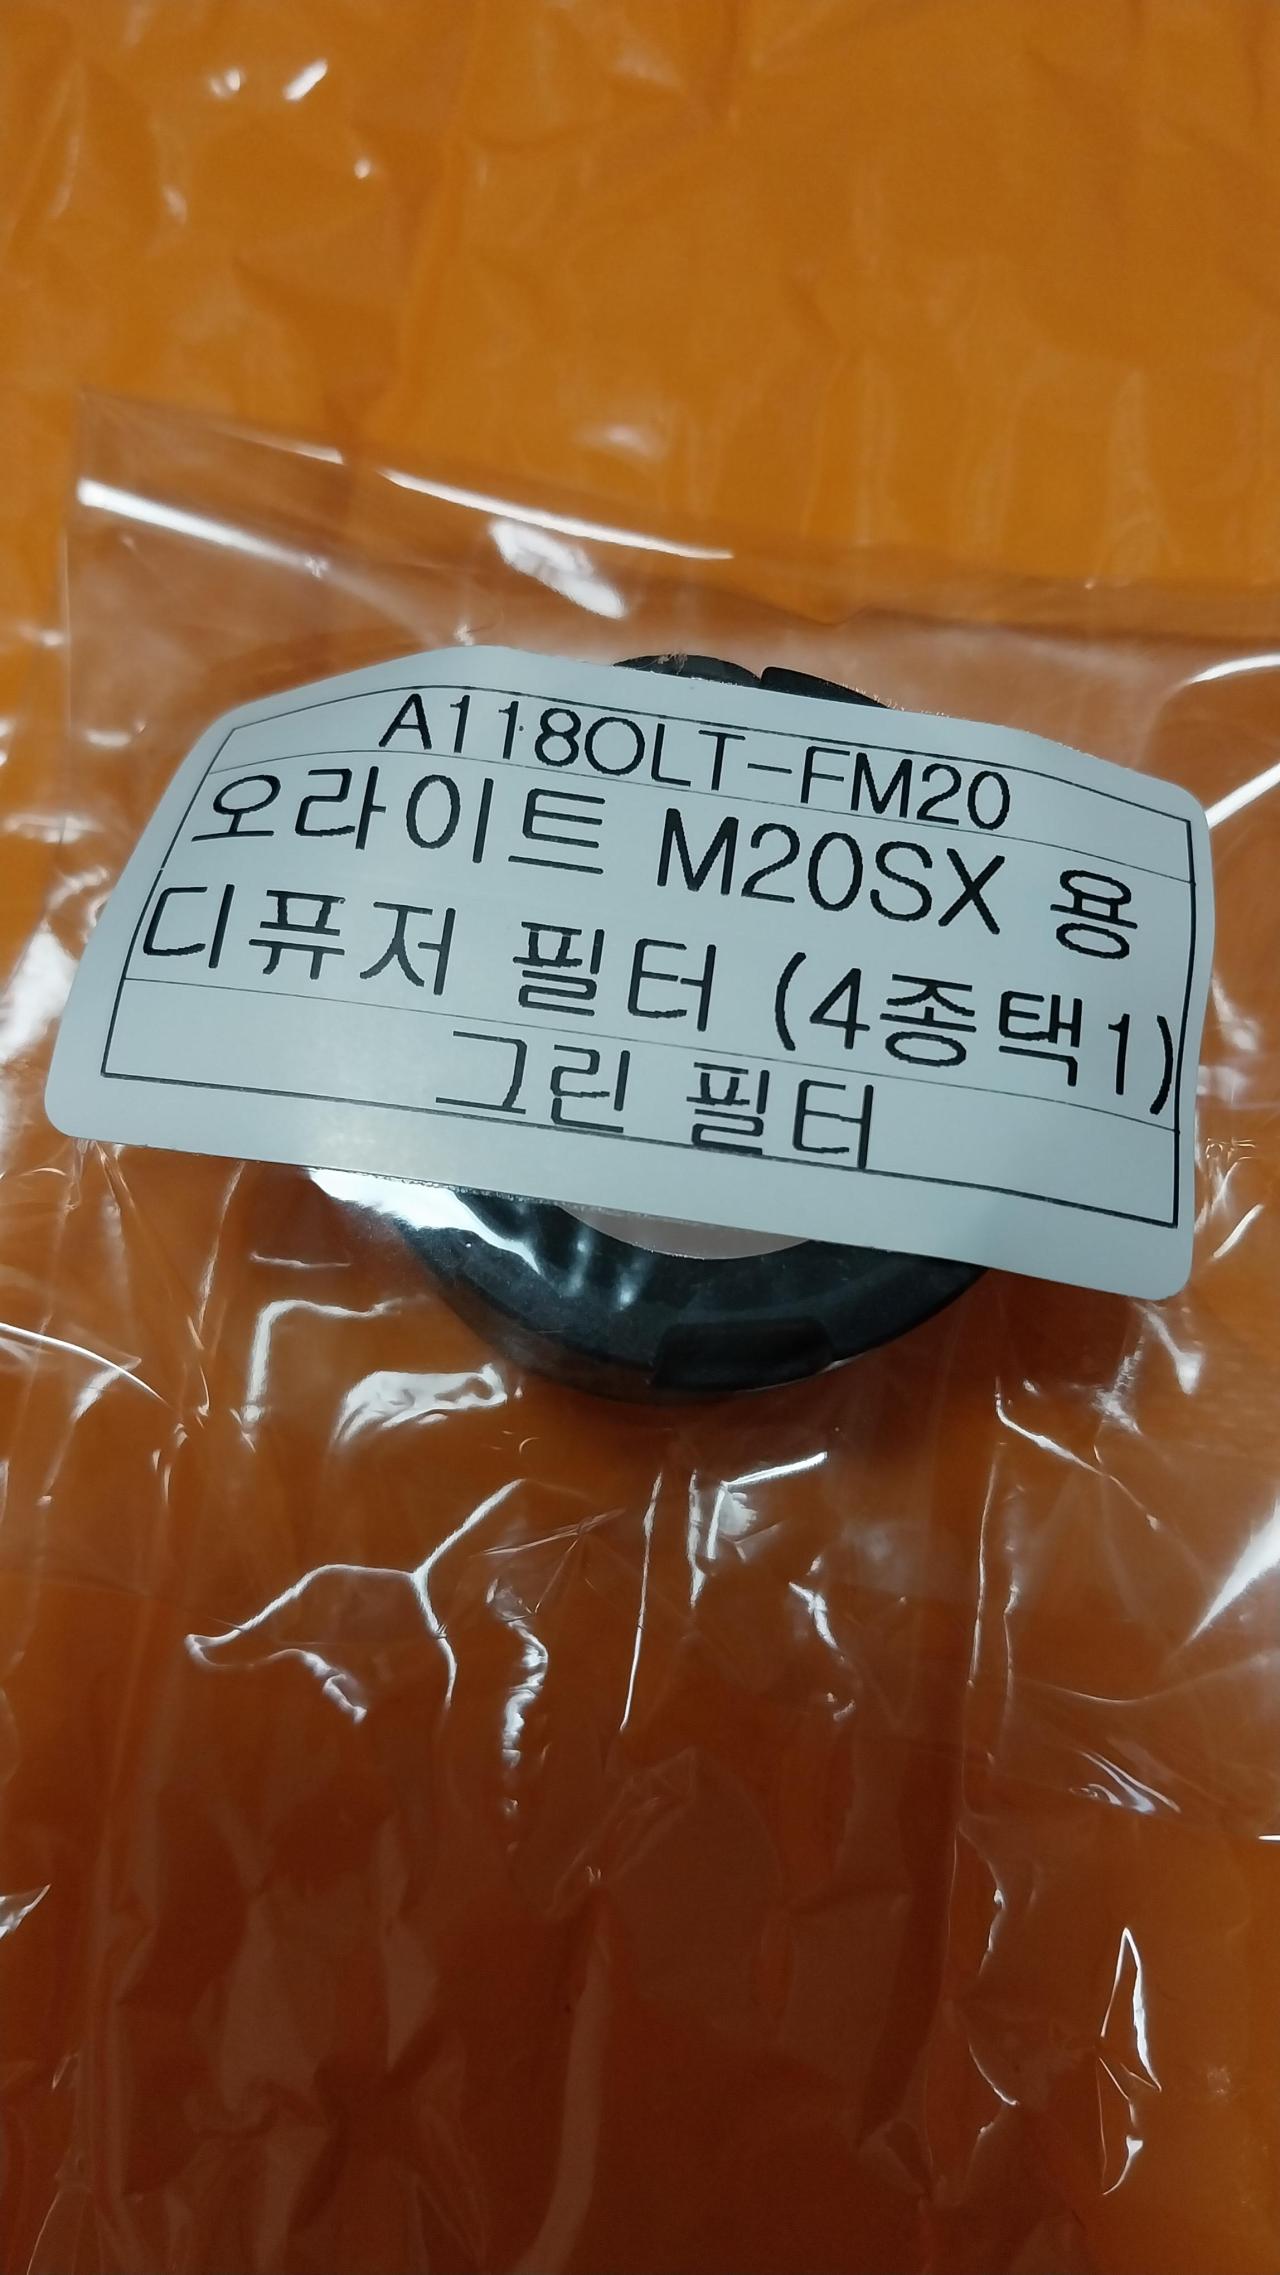 A118OLT-FM20
오라이트 M20SX 용
디퓨저 필터 (4종택1)
그린 필터